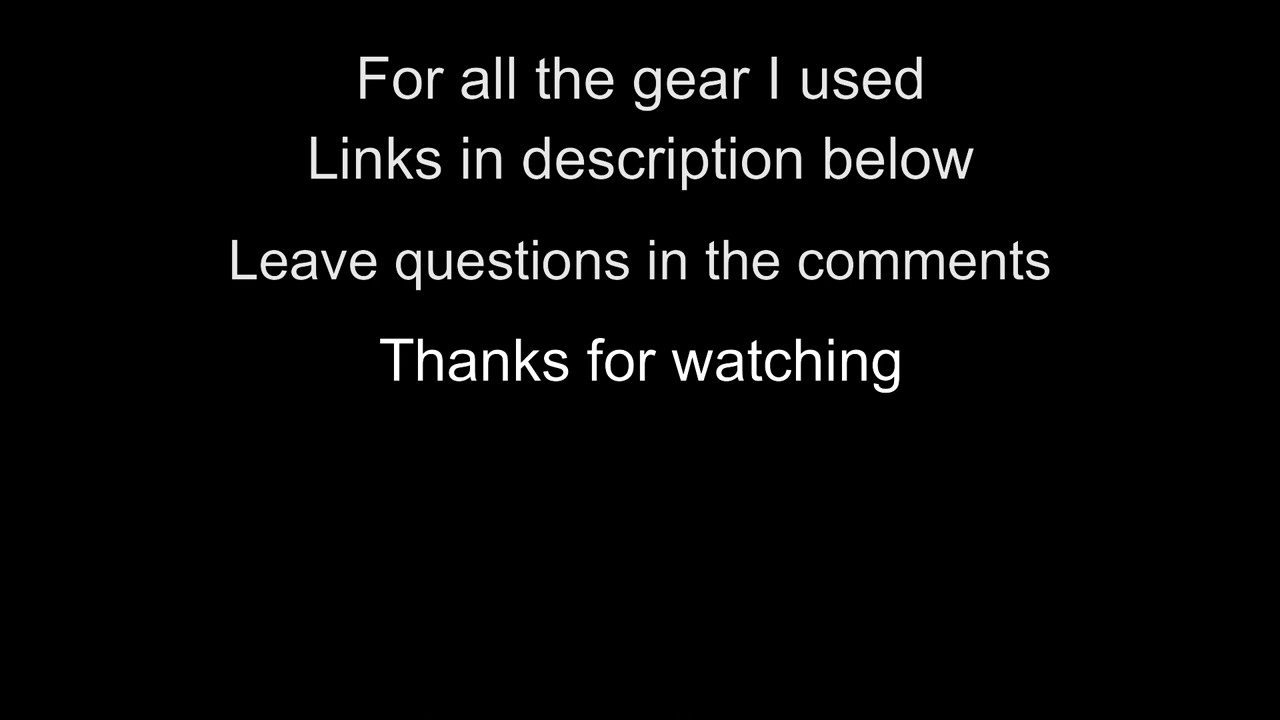 For all the gear I used
Links in description below
Leave questions in the comments
Thanks for watching